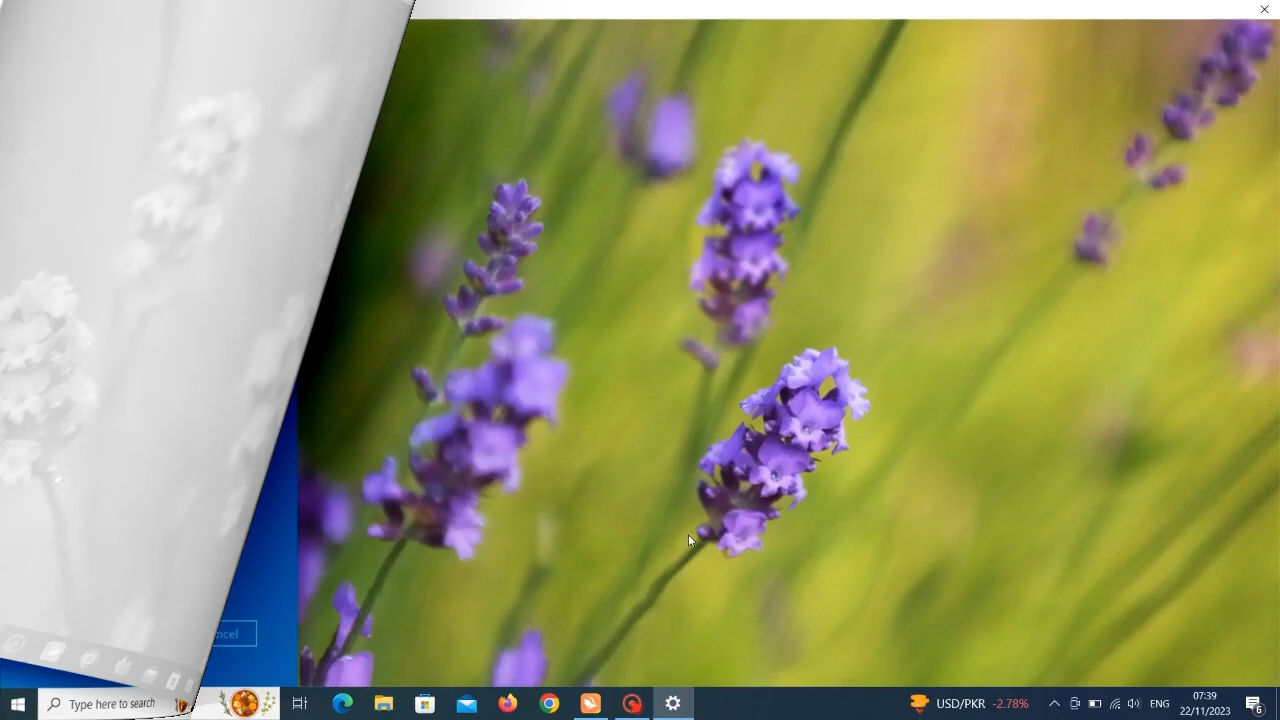 ncel
Type here to search
USD/PKR -2.78%
ENG
07:39
22/11/2023
6